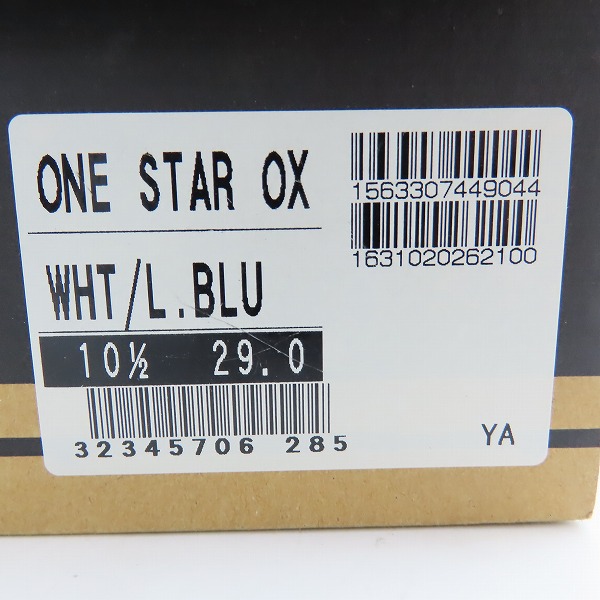 ONE STAR OX
1563307449044
1631020262100
WHT/L.BLU
10½ 29.0
32345706 285
YA